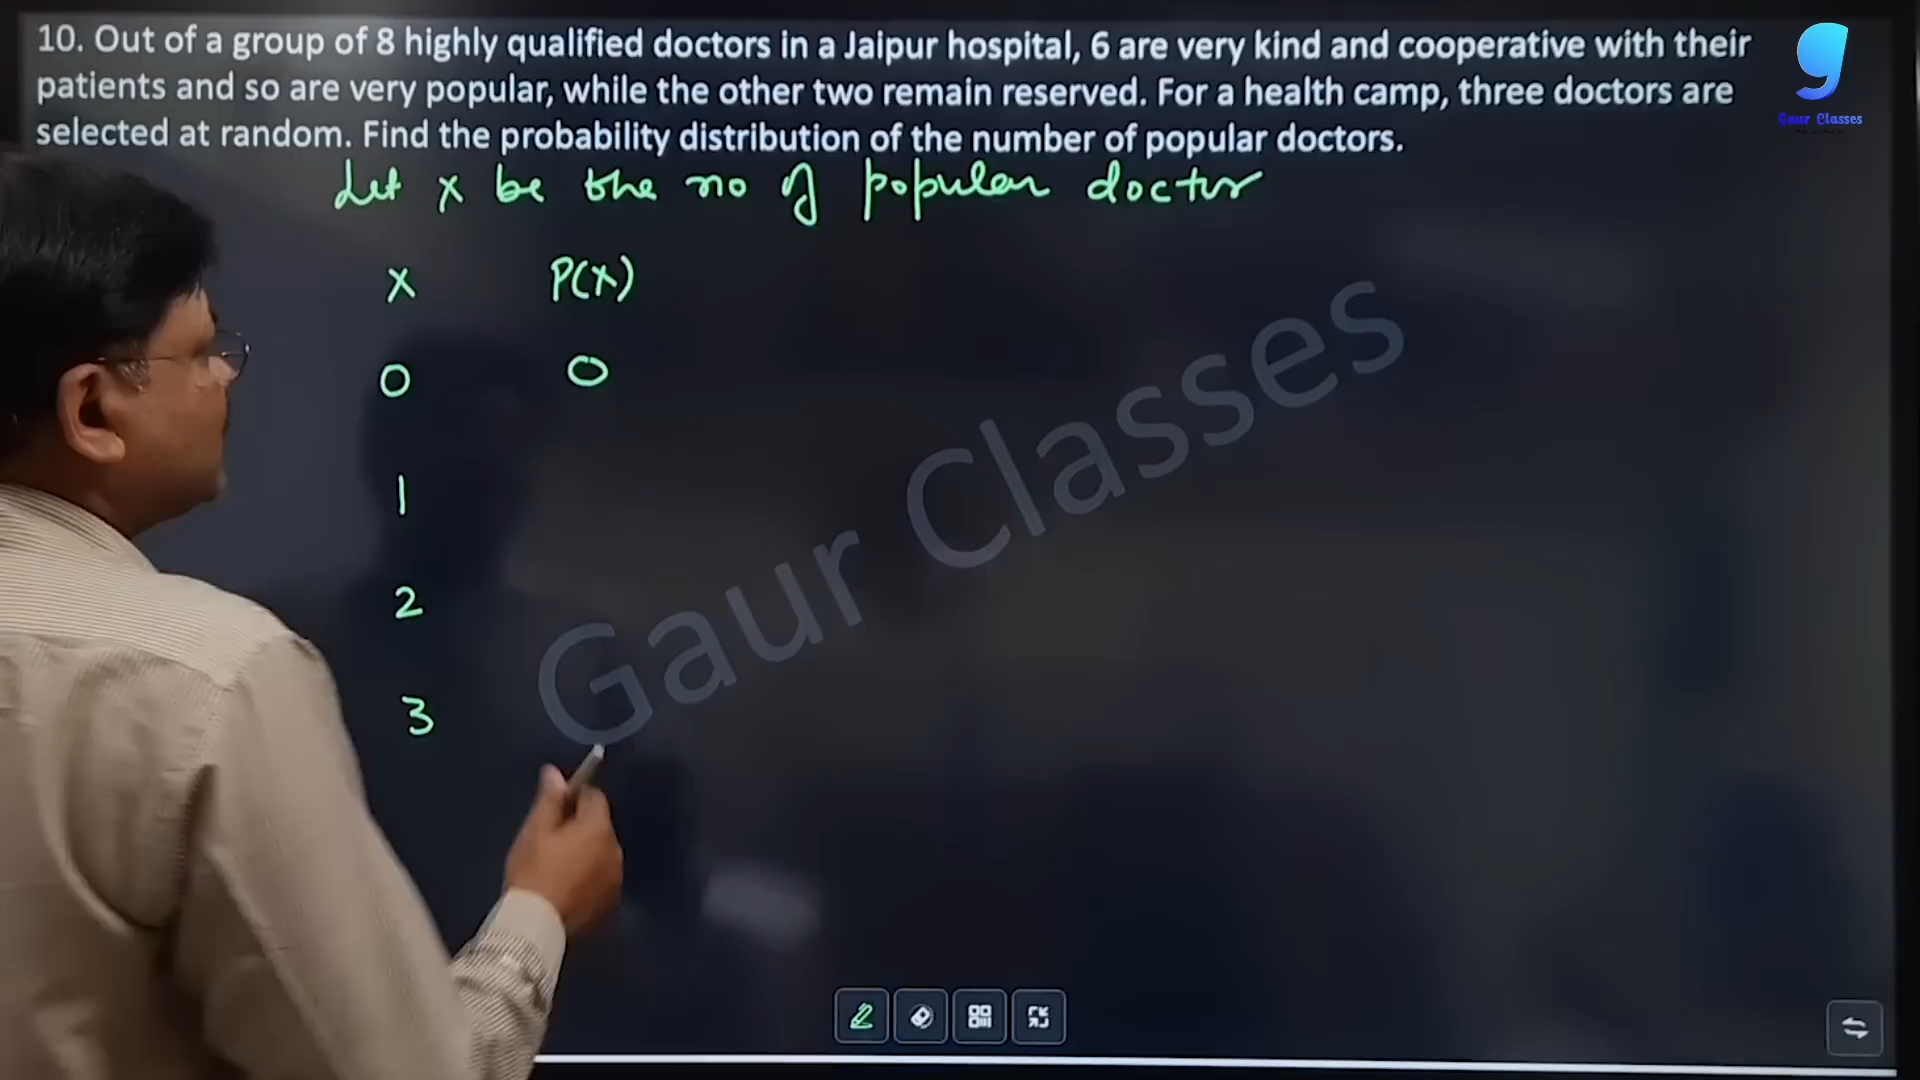 10. Out of a group of 8 highly qualified doctors in a Jaipur hospital, 6 are very kind and cooperative with their
patients and so are very popular, while the other two remain reserved. For a health camp, three doctors are
selected at random. Find the probability distribution of the number of popular doctors.
Gaur Classes
Let X be the no of popular doctor
X P(X)
0 0
1
2
3
Gaur Classes